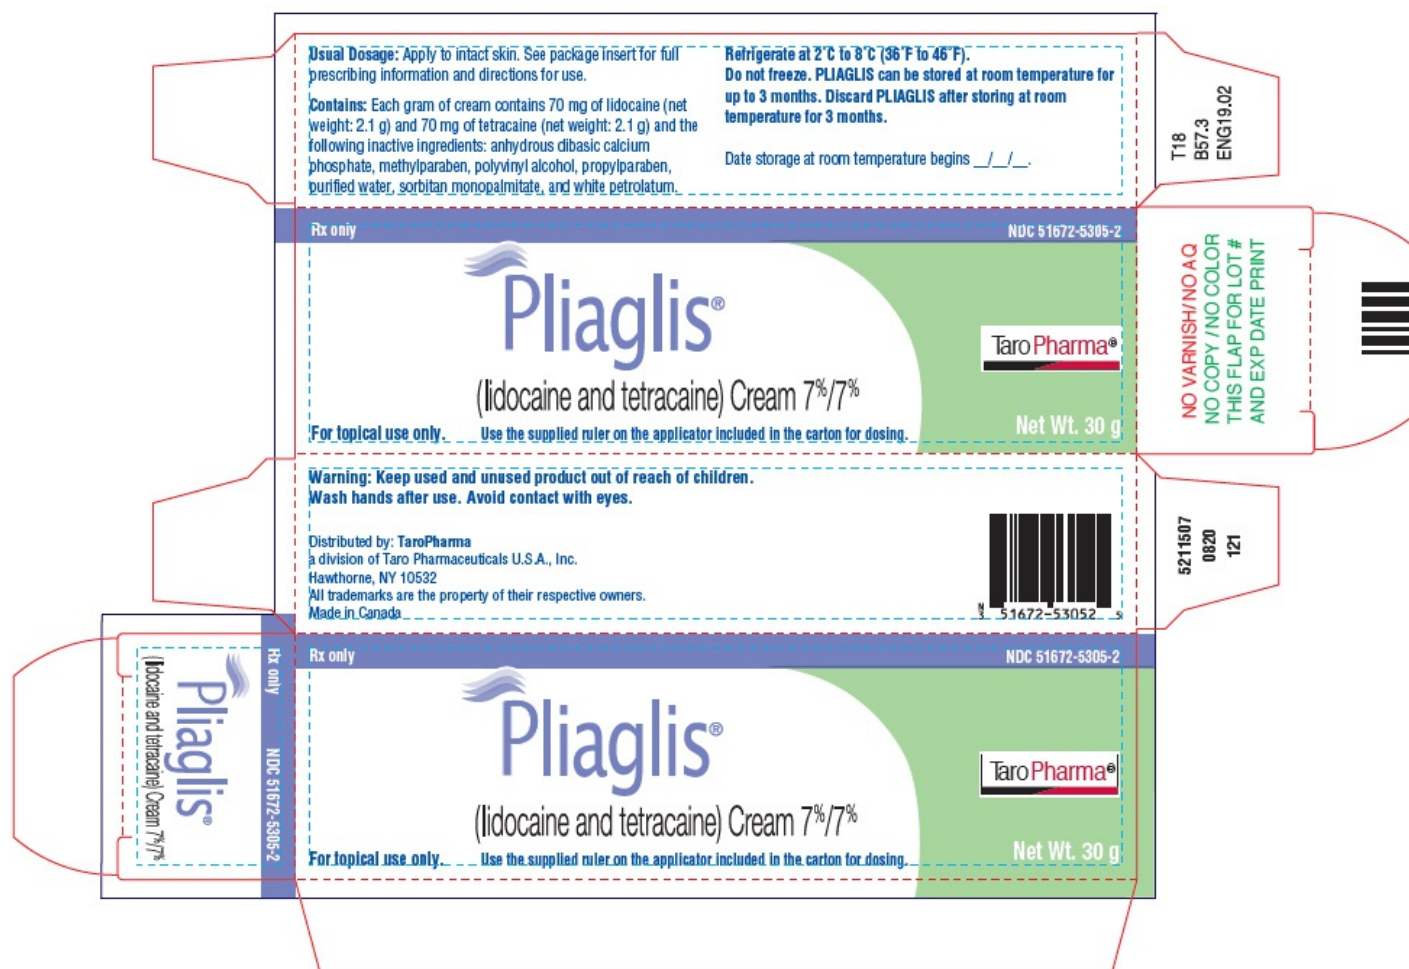 Usual Dosage: Apply to intact skin. See package insert for full
prescribing information and directions for use.
Contains: Each gram of cream contains 70 mg of lidocaine (net
weight: 2.1 g) and 70 mg of tetracaine (net weight: 2.1 g) and the
following inactive ingredients: anhydrous dibasic calcium
phosphate, methylparaben, polyvinyl alcohol, propylparaben,
purified water, sorbitan monopalmitate, and white petrolatum.
Refrigerate at 2˚C to 8˚C (36˚F to 46˚F).
Do not freeze. PLIAGLIS can be stored at room temperature for
up to 3 months. Discard PLIAGLIS after storing at room
temperature for 3 months.
Date storage at room temperature begins __/__/__.
T18
B57.3
ENG19.02
Rx only
NDC 51672-5305-2
Pliaglis®
(lidocaine and tetracaine) Cream 7%/7%
TaroPharma®
Net Wt. 30 g
For topical use only.
Use the supplied ruler on the applicator included in the carton for dosing.
NO VARNISH/NO AQ
NO COPY / NO COLOR
THIS FLAP FOR LOT #
AND EXP DATE PRINT
Warning: Keep used and unused product out of reach of children.
Wash hands after use. Avoid contact with eyes.
Distributed by: TaroPharma
a division of Taro Pharmaceuticals U.S.A., Inc.
Hawthorne, NY 10532
All trademarks are the property of their respective owners.
Made in Canada
N
3 51672-53052 5
5211507
0820
121
Rx only
NDC 51672-5305-2
Pliaglis®
(lidocaine and tetracaine) Cream 7%/7%
Rx only
NDC 51672-5305-2
Pliaglis®
(lidocaine and tetracaine) Cream 7%/7%
TaroPharma®
Net Wt. 30 g
For topical use only.
Use the supplied ruler on the applicator included in the carton for dosing.